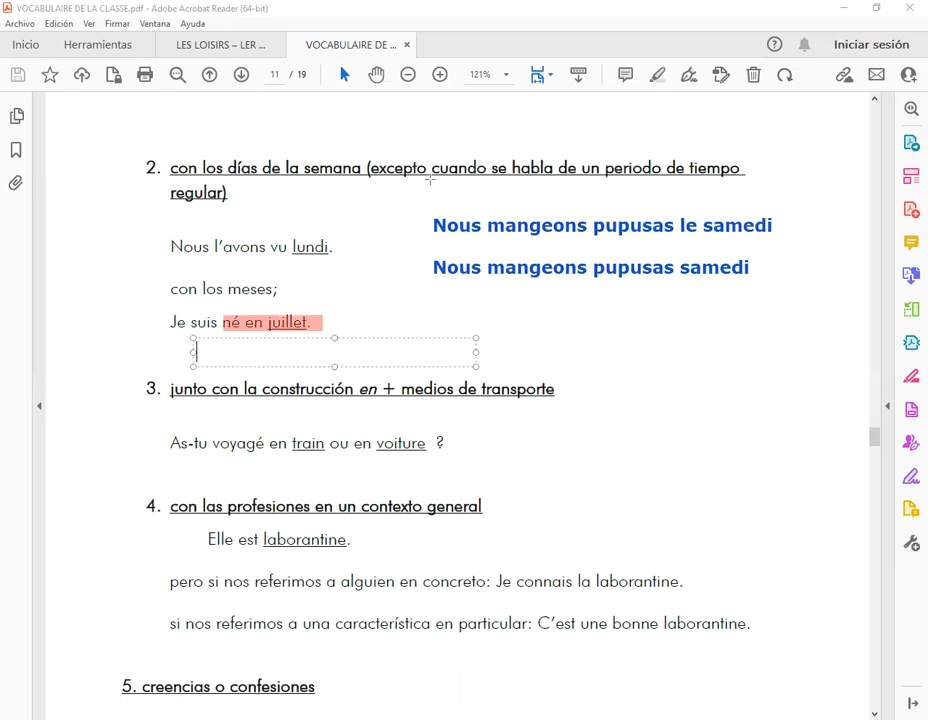 VOCABULAIRE DE LA CLASSE.pdf - Adobe Acrobat Reader (64-bit)
Archivo Edición Ver Firmar Ventana Ayuda
Inicio Herramientas LES LOISIRS – LER ... VOCABULAIRE DE ... × Iniciar sesión
11 / 19 121%
2. con los días de la semana (excepto cuando se habla de un periodo de tiempo
regular)
Nous mangeons pupusas le samedi
Nous l'avons vu lundi.
Nous mangeons pupusas samedi
con los meses;
Je suis né en juillet.
3. junto con la construcción en + medios de transporte
As-tu voyagé en train ou en voiture ?
4. con las profesiones en un contexto general
Elle est laborantine.
pero si nos referimos a alguien en concreto: Je connais la laborantine.
si nos referimos a una característica en particular: C'est une bonne laborantine.
5. creencias o confesiones